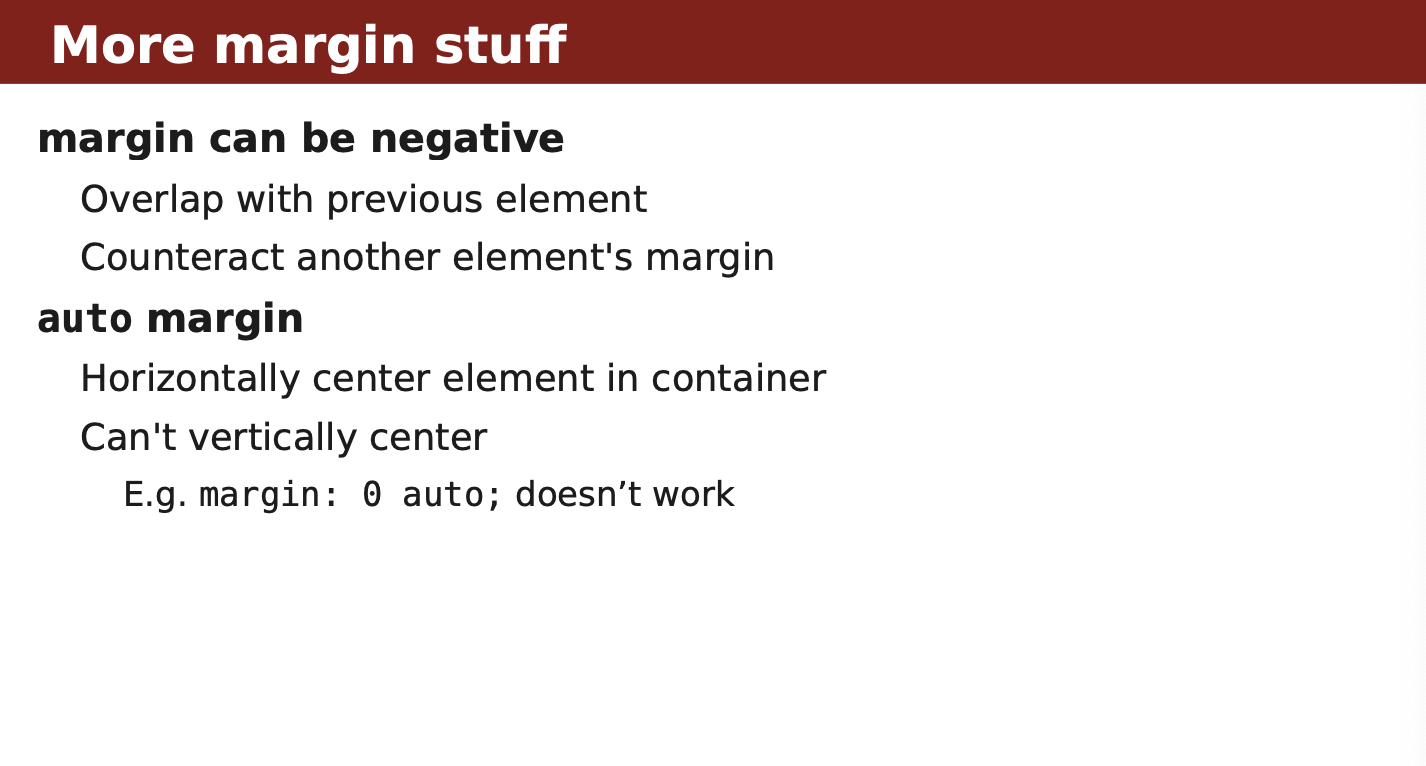 More margin stuff
margin can be negative
Overlap with previous element
Counteract another element's margin
auto margin
Horizontally center element in container
Can't vertically center
E.g. margin: 0 auto; doesn’t work